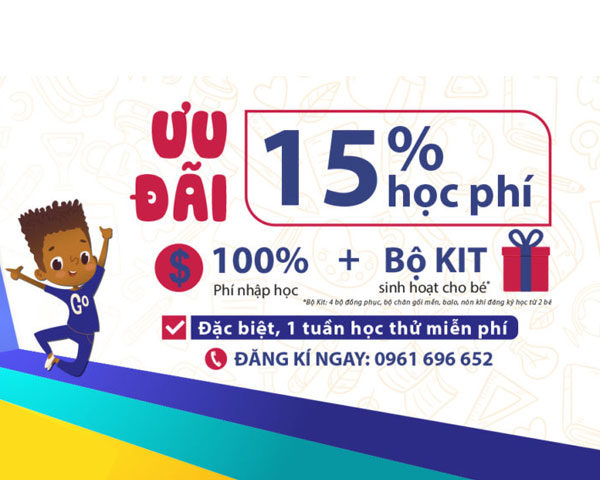 ƯU ĐÃI
15% học phí
$ 100% + Bộ KIT
Phí nhập học sinh hoạt cho bé*
*Bộ Kit: 4 bộ đồng phục, bộ chăn gối mền, balo, nón khi đăng ký học từ 2 bé
Đặc biệt, 1 tuần học thử miễn phí
ĐĂNG KÍ NGAY: 0961 696 652
GO